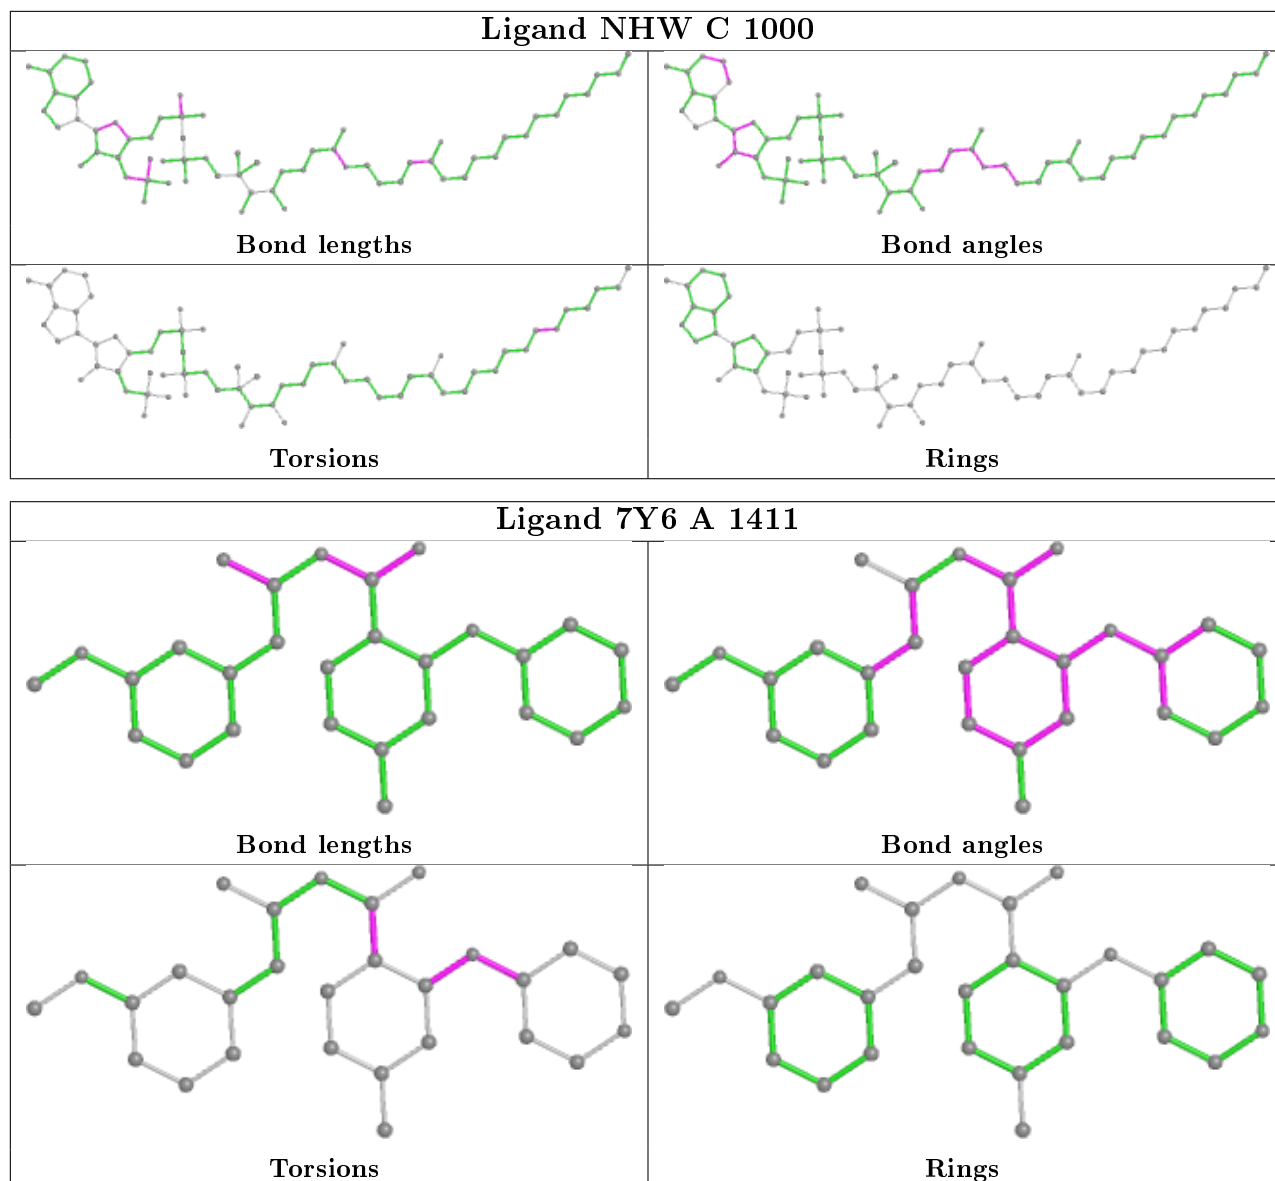 Ligand NHW C 1000
Bond lengths
Bond angles
Torsions
Rings
Ligand 7Y6 A 1411
Bond lengths
Bond angles
Torsions
Rings